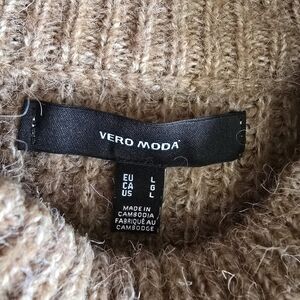 VERO MODA
EU L
CA G
US L
MADE IN
CAMBODIA
FABRIQUÉ AU
CAMBODGE